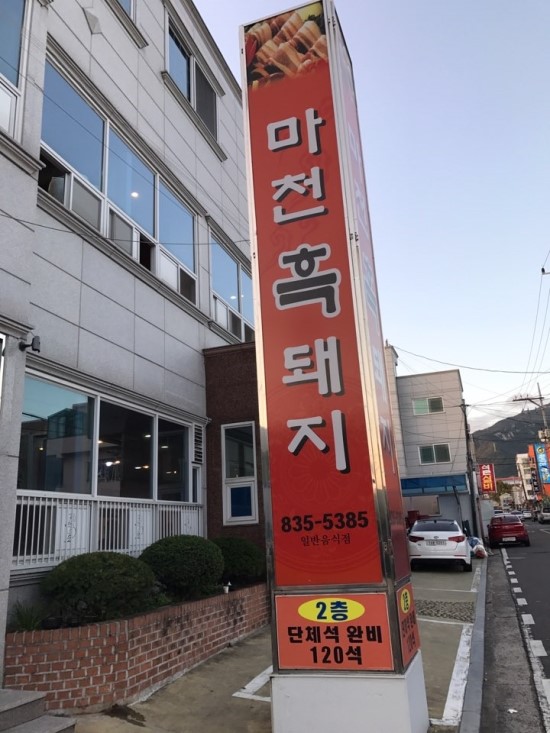 마천흑돼지
835-5385
일반음식점
2층
단체석 완비
120석